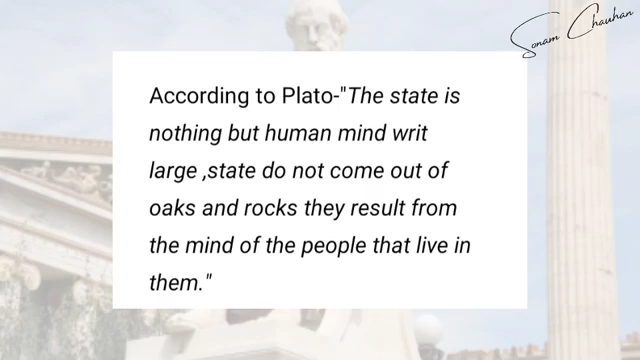 Sonam Chauhan
According to Plato-"The state is
nothing but human mind writ
large ,state do not come out of
oaks and rocks they result from
the mind of the people that live in
them."